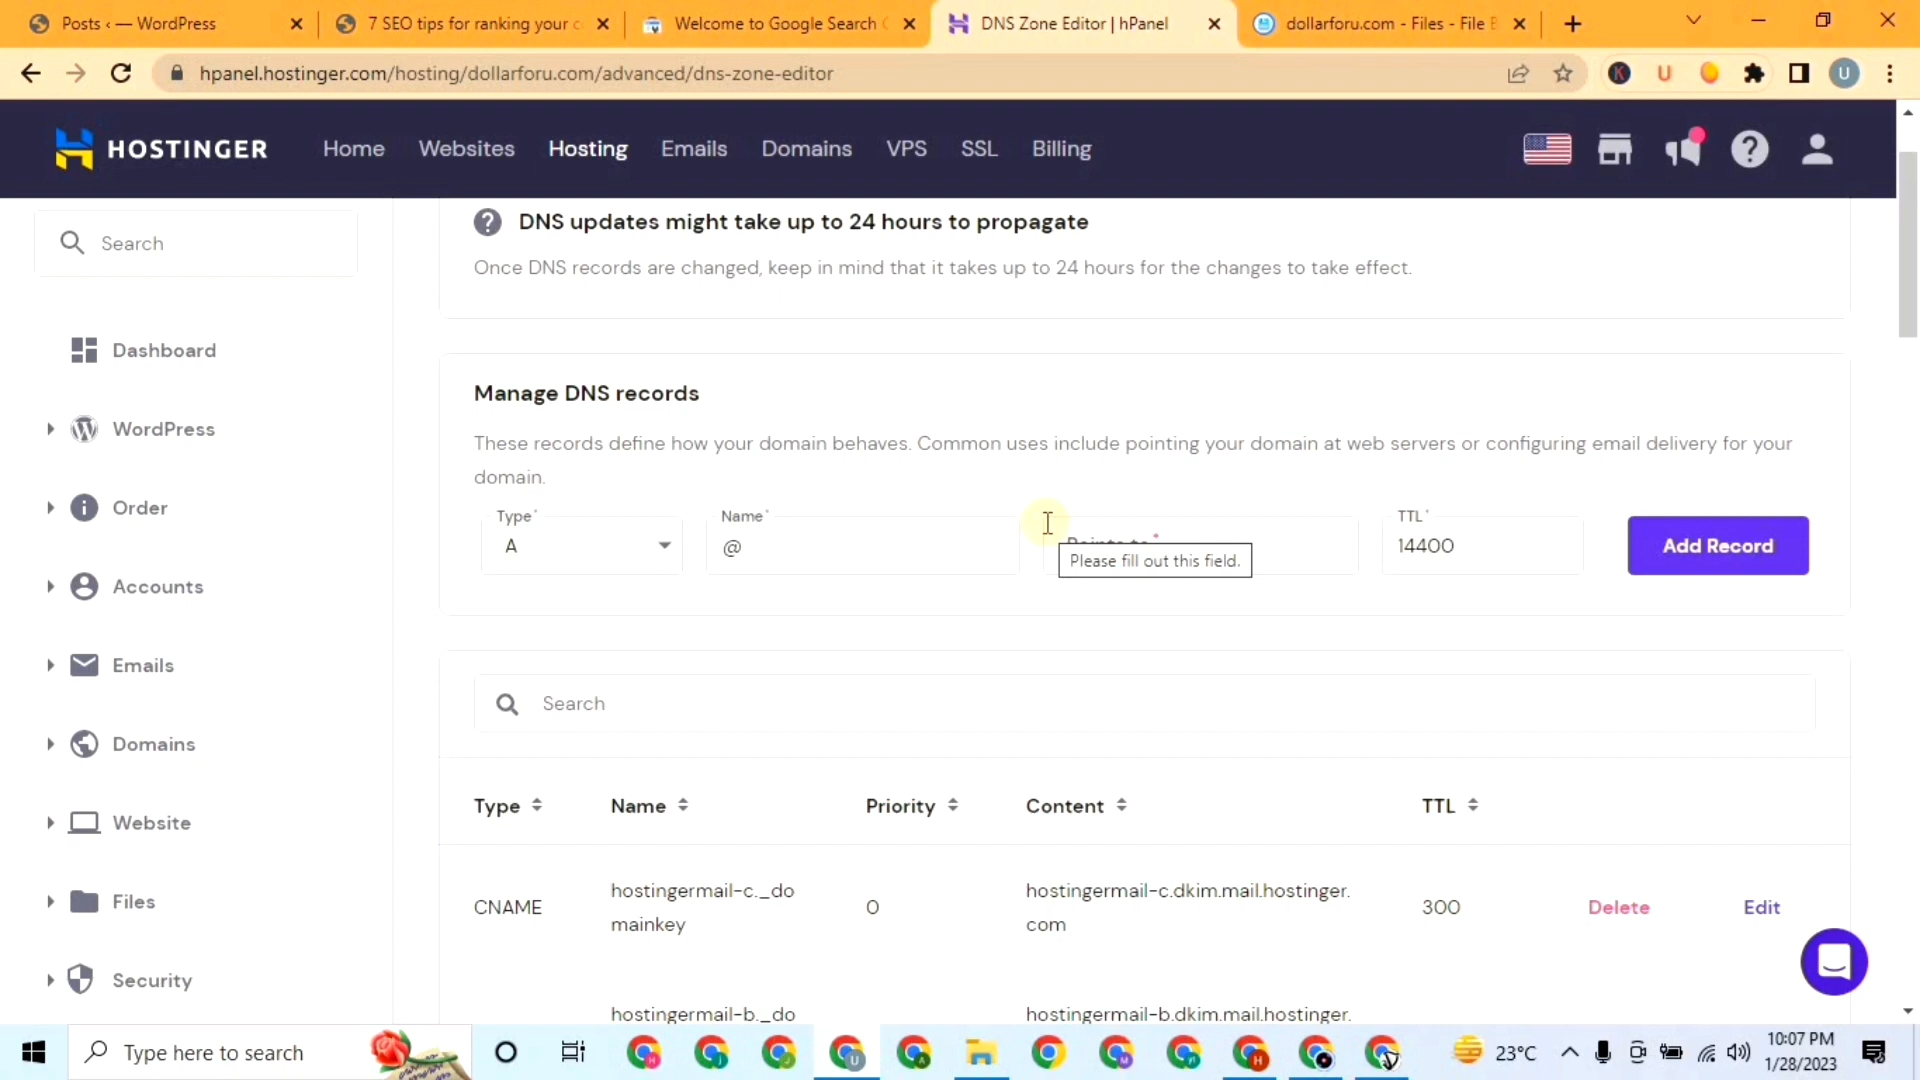 Posts ‹ — WordPress
7 SEO tips for ranking your c
Welcome to Google Search C
DNS Zone Editor | hPanel
dollarforu.com - Files - File B
hpanel.hostinger.com/hosting/dollarforu.com/advanced/dns-zone-editor
U
U
HOSTINGER
Home
Websites
Hosting
Emails
Domains
VPS
SSL
Billing
Search
DNS updates might take up to 24 hours to propagate
Once DNS records are changed, keep in mind that it takes up to 24 hours for the changes to take effect.
Dashboard
WordPress
Order
Accounts
Emails
Domains
Website
Files
Security
Manage DNS records
These records define how your domain behaves. Common uses include pointing your domain at web servers or configuring email delivery for your
domain.
Type*
A
Name*
@
Points to *
Please fill out this field.
TTL*
14400
Add Record
Search
Type
Name
Priority
Content
TTL
CNAME
hostingermail-c._do
mainkey
0
hostingermail-c.dkim.mail.hostinger.
com
300
Delete
Edit
hostingermail-b._do
hostingermail-b.dkim.mail.hostinger.
Type here to search
23°C
10:07 PM
1/28/2023